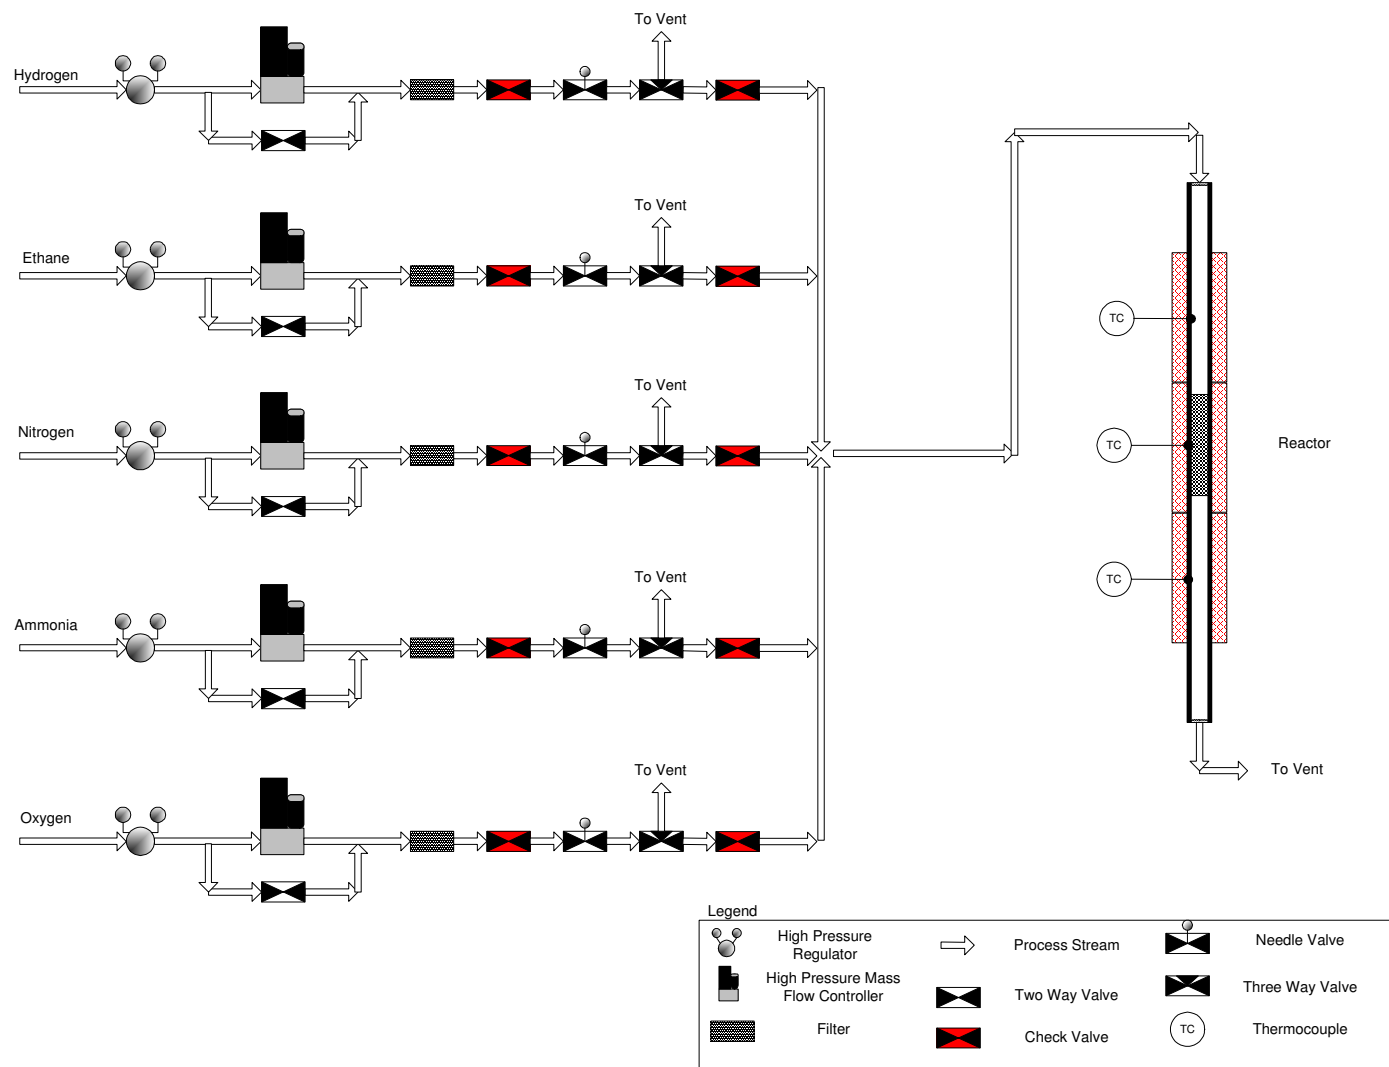 To Vent
Hydrogen
To Vent
Ethane
To Vent
Nitrogen
To Vent
Ammonia
To Vent
Oxygen
TC
TC
TC
Reactor
To Vent
Legend
High Pressure
Regulator
High Pressure Mass
Flow Controller
Filter
Process Stream
Two Way Valve
Check Valve
Needle Valve
Three Way Valve
TC
Thermocouple